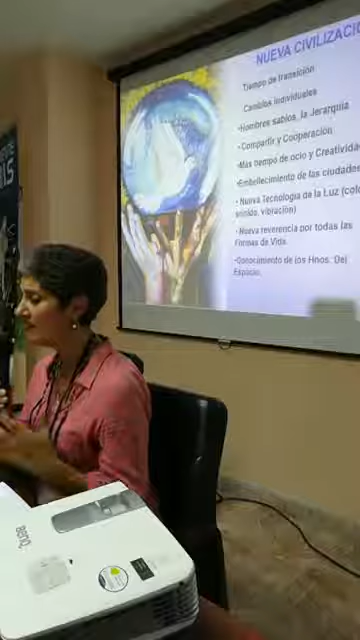 NUEVA CIVILIZACIÓ
Tiempo de transición
Cambios individuales
•Hombres sabios, la Jerarquía
• Compartir y Cooperación
•Más tiempo de ocio y Creatividad
•Embellecimiento de las ciudades
• Nueva Tecnología de la Luz (color,
sonido, vibración)
• Nueva reverencia por todas las
Formas de Vida.
•Conocimiento de los Hnos. Del
Espacio.
BenQ